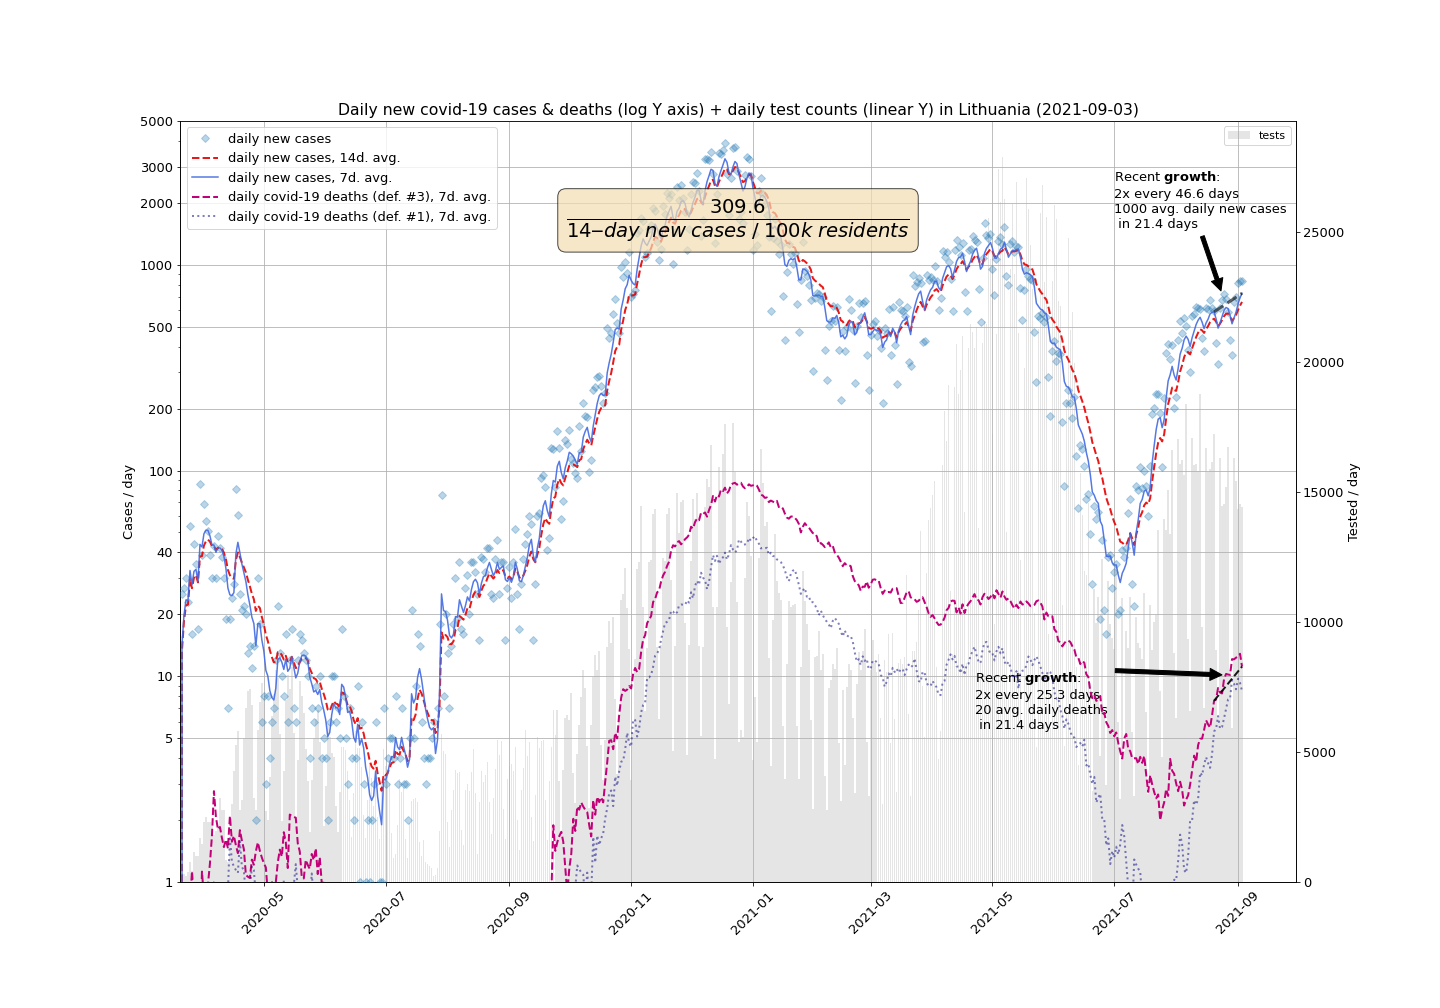 Daily new covid-19 cases & deaths (log Y axis) + daily test counts (linear Y) in Lithuania (2021-09-03)
daily new cases
daily new cases, 14d. avg.
daily new cases, 7d. avg.
daily covid-19 deaths (def. #3), 7d. avg.
daily covid-19 deaths (def. #1), 7d. avg.
tests
309.6
14–day new cases / 100k residents
Recent growth:
2x every 46.6 days
1000 avg. daily new cases
in 21.4 days
Recent growth:
2x every 25.3 days
20 avg. daily deaths
in 21.4 days
Cases / day
5000
3000
2000
1000
500
200
100
40
20
10
5
1
Tested / day
25000
20000
15000
10000
5000
0
2020-05
2020-07
2020-09
2020-11
2021-01
2021-03
2021-05
2021-07
2021-09